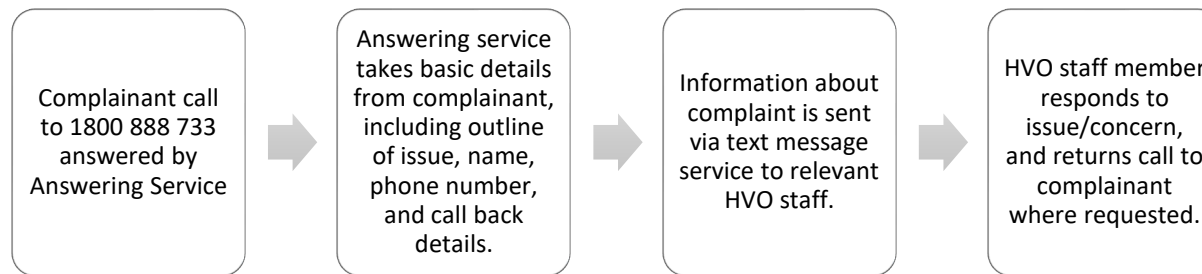 Complainant call
to 1800 888 733
answered by
Answering Service
Answering service
takes basic details
from complainant,
including outline
of issue, name,
phone number,
and call back
details.
Information about
complaint is sent
via text message
service to relevant
HVO staff.
HVO staff member
responds to
issue/concern,
and returns call to
complainant
where requested.